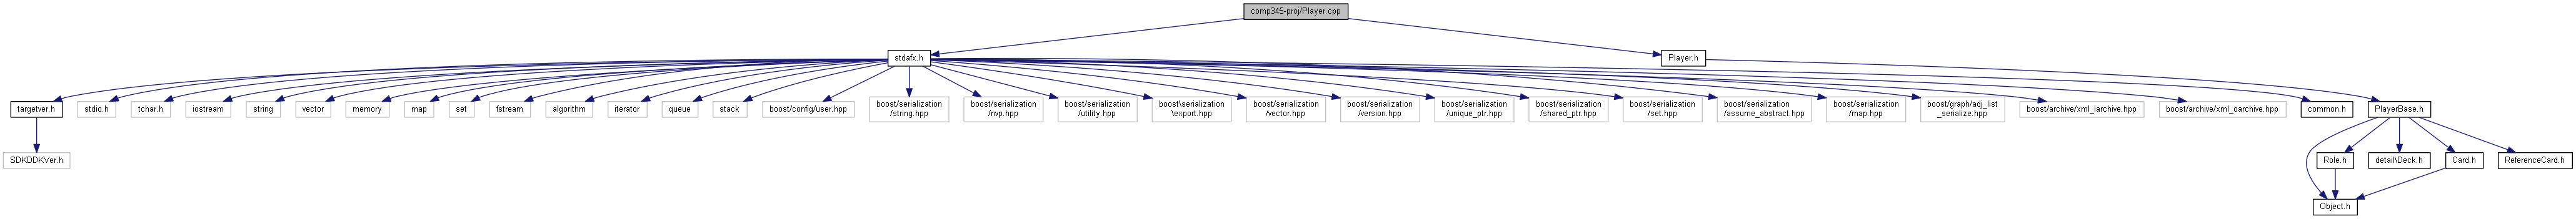 comp345-proj/Player.cpp
stdafx.h
Player.h
targetver.h
stdio.h
tchar.h
iostream
string
vector
memory
map
set
fstream
algorithm
iterator
queue
stack
boost/config/user.hpp
boost/serialization
/string.hpp
boost/serialization
/nvp.hpp
boost/serialization
/utility.hpp
boost\serialization
\export.hpp
boost/serialization
/vector.hpp
boost/serialization
/version.hpp
boost/serialization
/unique_ptr.hpp
boost/serialization
/shared_ptr.hpp
boost/serialization
/set.hpp
boost/serialization
/assume_abstract.hpp
boost/serialization
/map.hpp
boost/graph/adj_list
_serialize.hpp
boost/archive/xml_iarchive.hpp
boost/archive/xml_oarchive.hpp
common.h
PlayerBase.h
SDKDDKVer.h
Role.h
detail\Deck.h
Card.h
ReferenceCard.h
Object.h